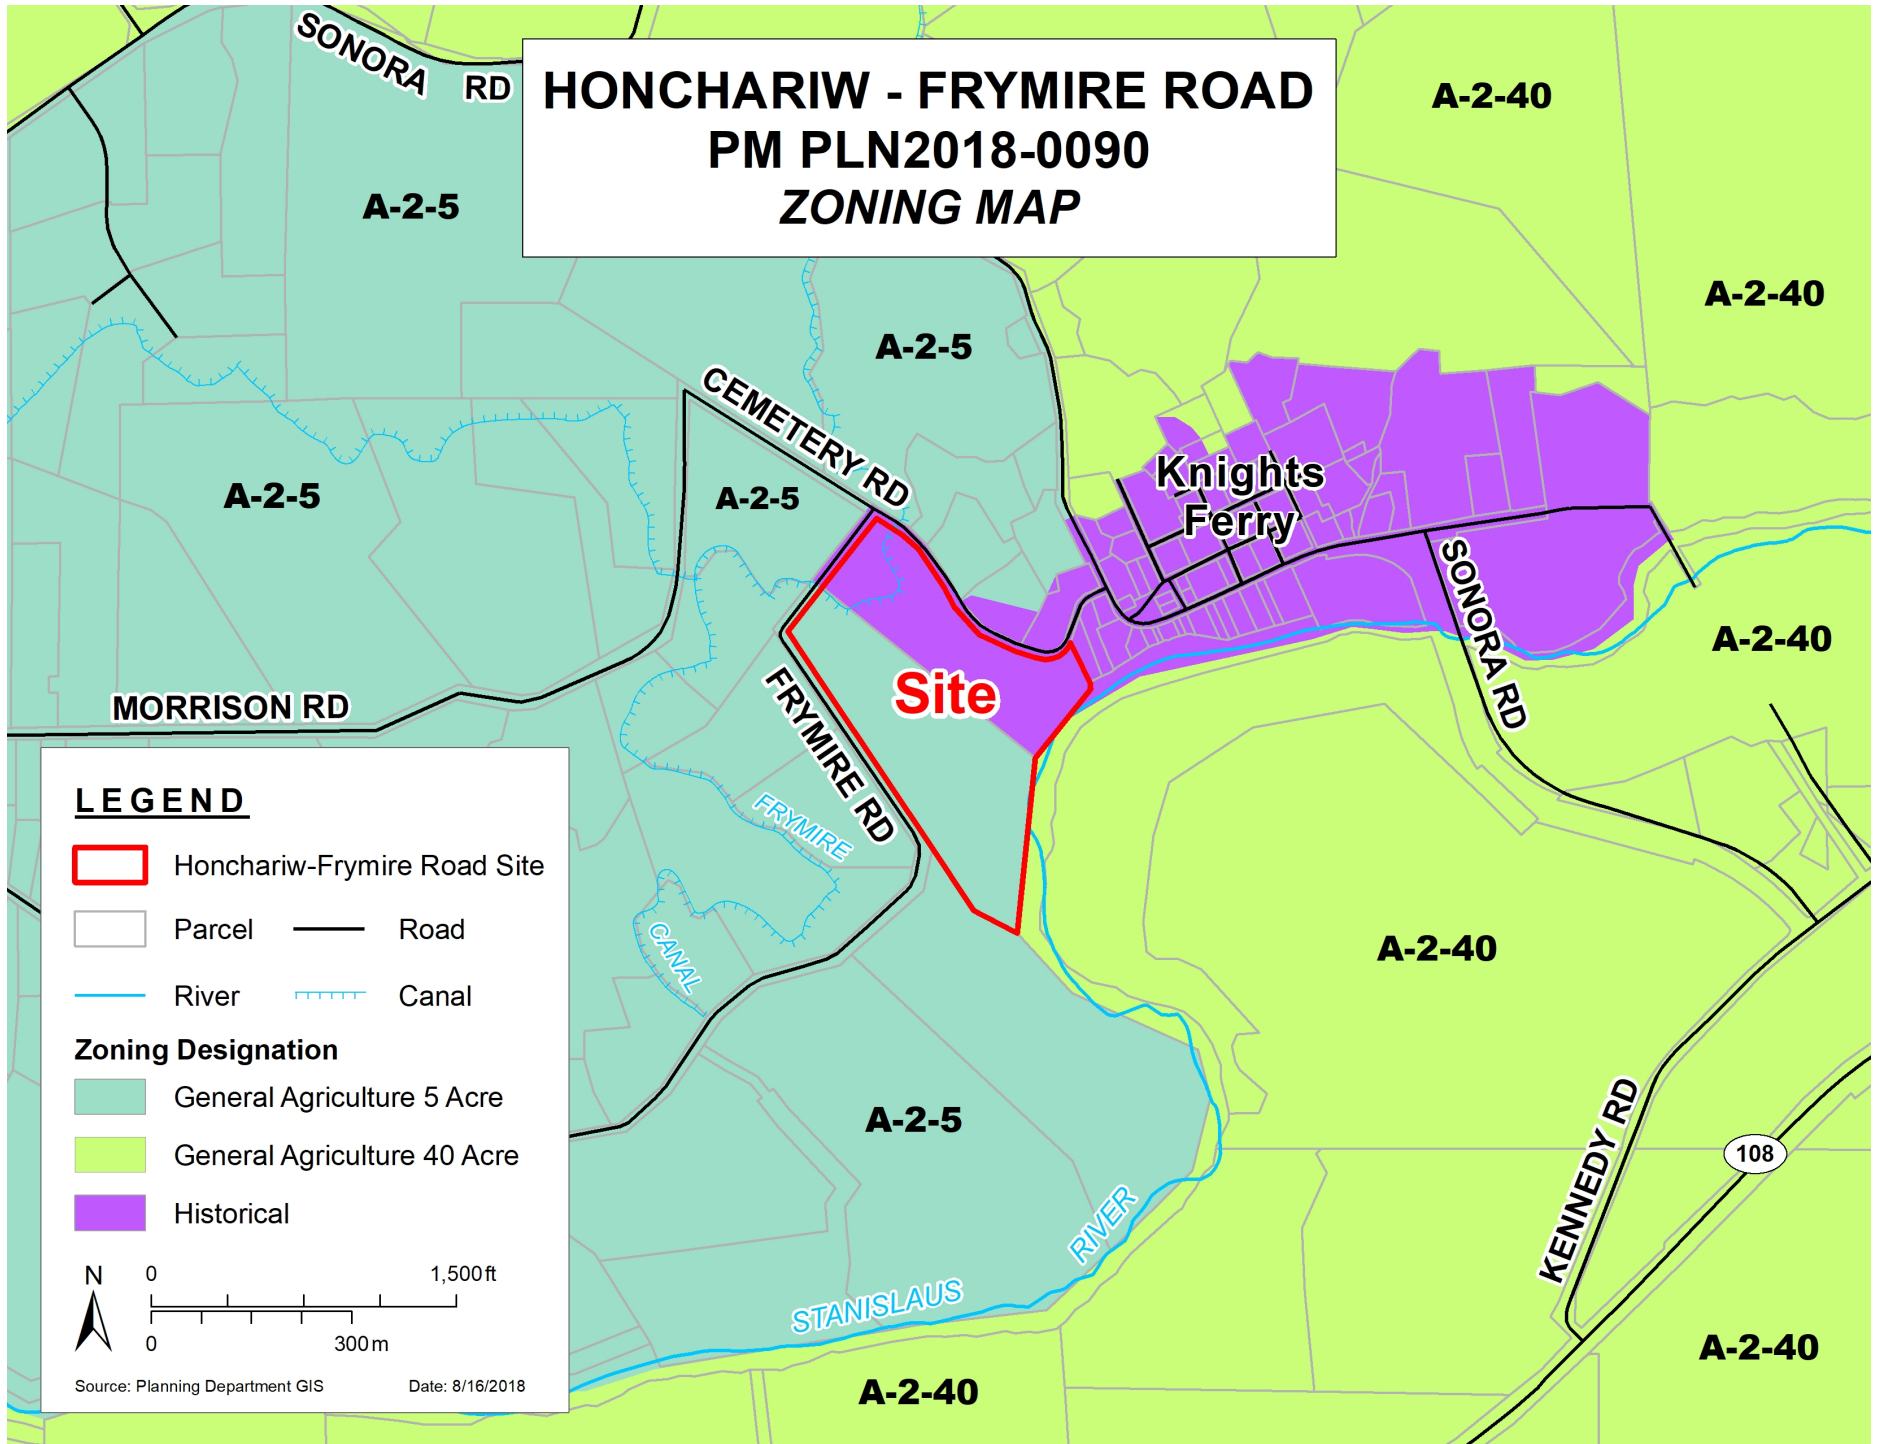 SONORA RD
HONCHARIW - FRYMIRE ROAD
PM PLN2018-0090
ZONING MAP
A-2-40
A-2-5
A-2-40
A-2-5
CEMETERY RD
Knights
Ferry
A-2-5
A-2-5
SONORA RD
A-2-40
Site
MORRISON RD
FRYMIRE RD
FRYMIRE
CANAL
A-2-40
A-2-5
KENNEDY RD
108
RIVER
STANISLAUS
A-2-40
A-2-40
LEGEND
Honchariw-Frymire Road Site
Parcel
Road
River
Canal
Zoning Designation
General Agriculture 5 Acre
General Agriculture 40 Acre
Historical
N
0 1,500 ft
0 300 m
Source: Planning Department GIS Date: 8/16/2018